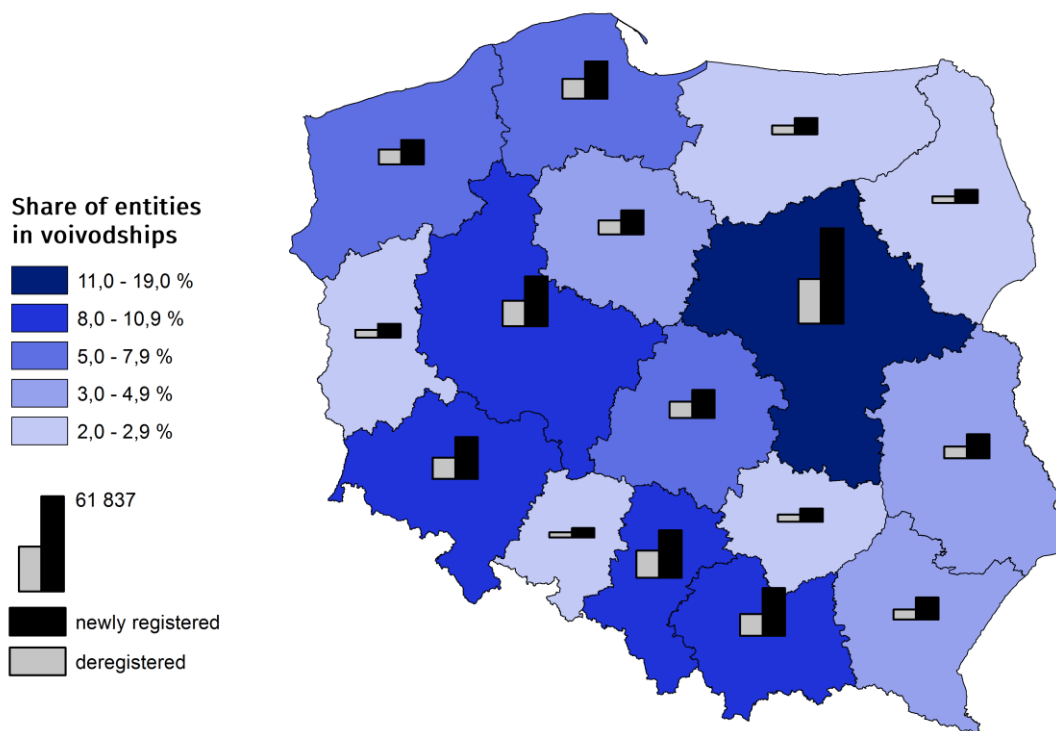 Share of entities
in voivodships
11,0 - 19,0 %
8,0 - 10,9 %
5,0 - 7,9 %
3,0 - 4,9 %
2,0 - 2,9 %
61 837
newly registered
deregistered